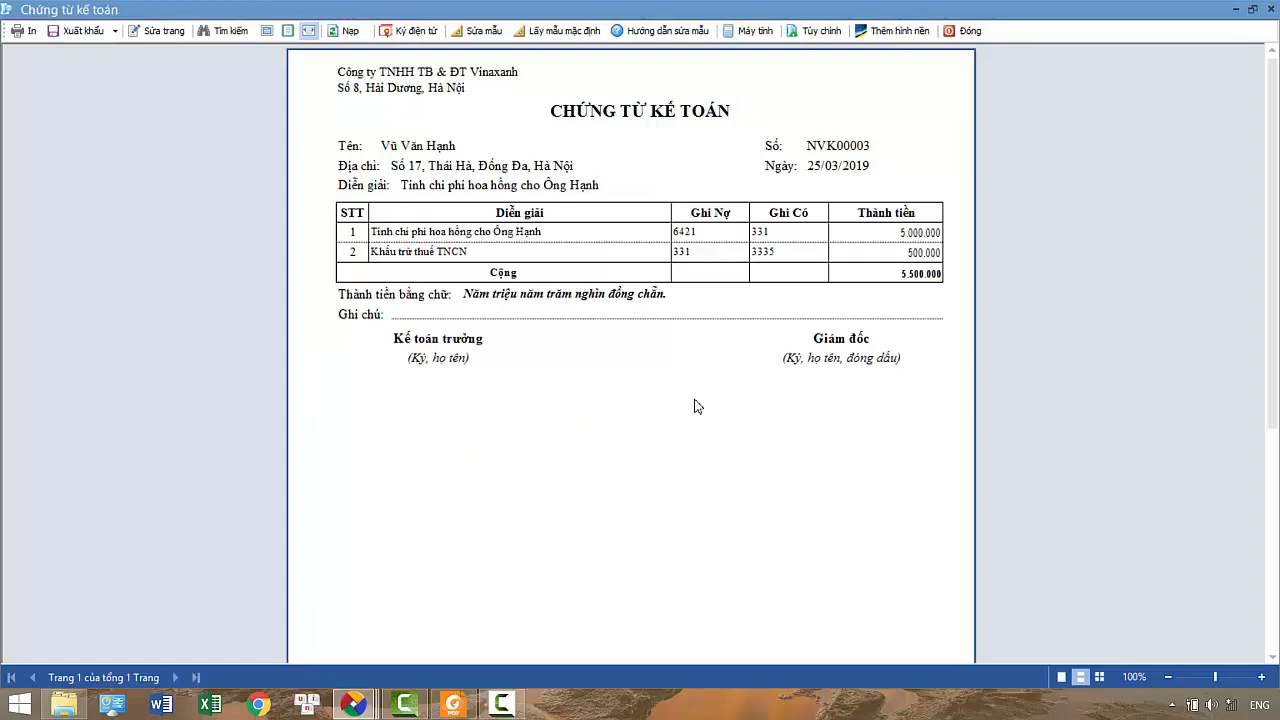 Chứng từ kế toán
In Xuất khẩu Sửa trang Tìm kiếm Nạp Ký điện tử Sửa mẫu Lấy mẫu mặc định Hướng dẫn sửa mẫu Máy tính Tùy chỉnh Thêm hình nền Đóng
Công ty TNHH TB & ĐT Vinaxanh
Số 8, Hải Dương, Hà Nội
CHỨNG TỪ KẾ TOÁN
Tên: Vũ Văn Hạnh Số: NVK00003
Địa chỉ: Số 17, Thái Hà, Đống Đa, Hà Nội Ngày: 25/03/2019
Diễn giải: Tính chi phí hoa hồng cho Ông Hạnh
STT Diễn giải Ghi Nợ Ghi Có Thành tiền
1 Tính chi phí hoa hồng cho Ông Hạnh 6421 331 5.000.000
2 Khấu trừ thuế TNCN 331 3335 500.000
Cộng 5.500.000
Thành tiền bằng chữ: Năm triệu năm trăm nghìn đồng chẵn.
Ghi chú:
Kế toán trưởng Giám đốc
(Ký, họ tên) (Ký, họ tên, đóng dấu)
Trang 1 của tổng 1 Trang 100%
ENG